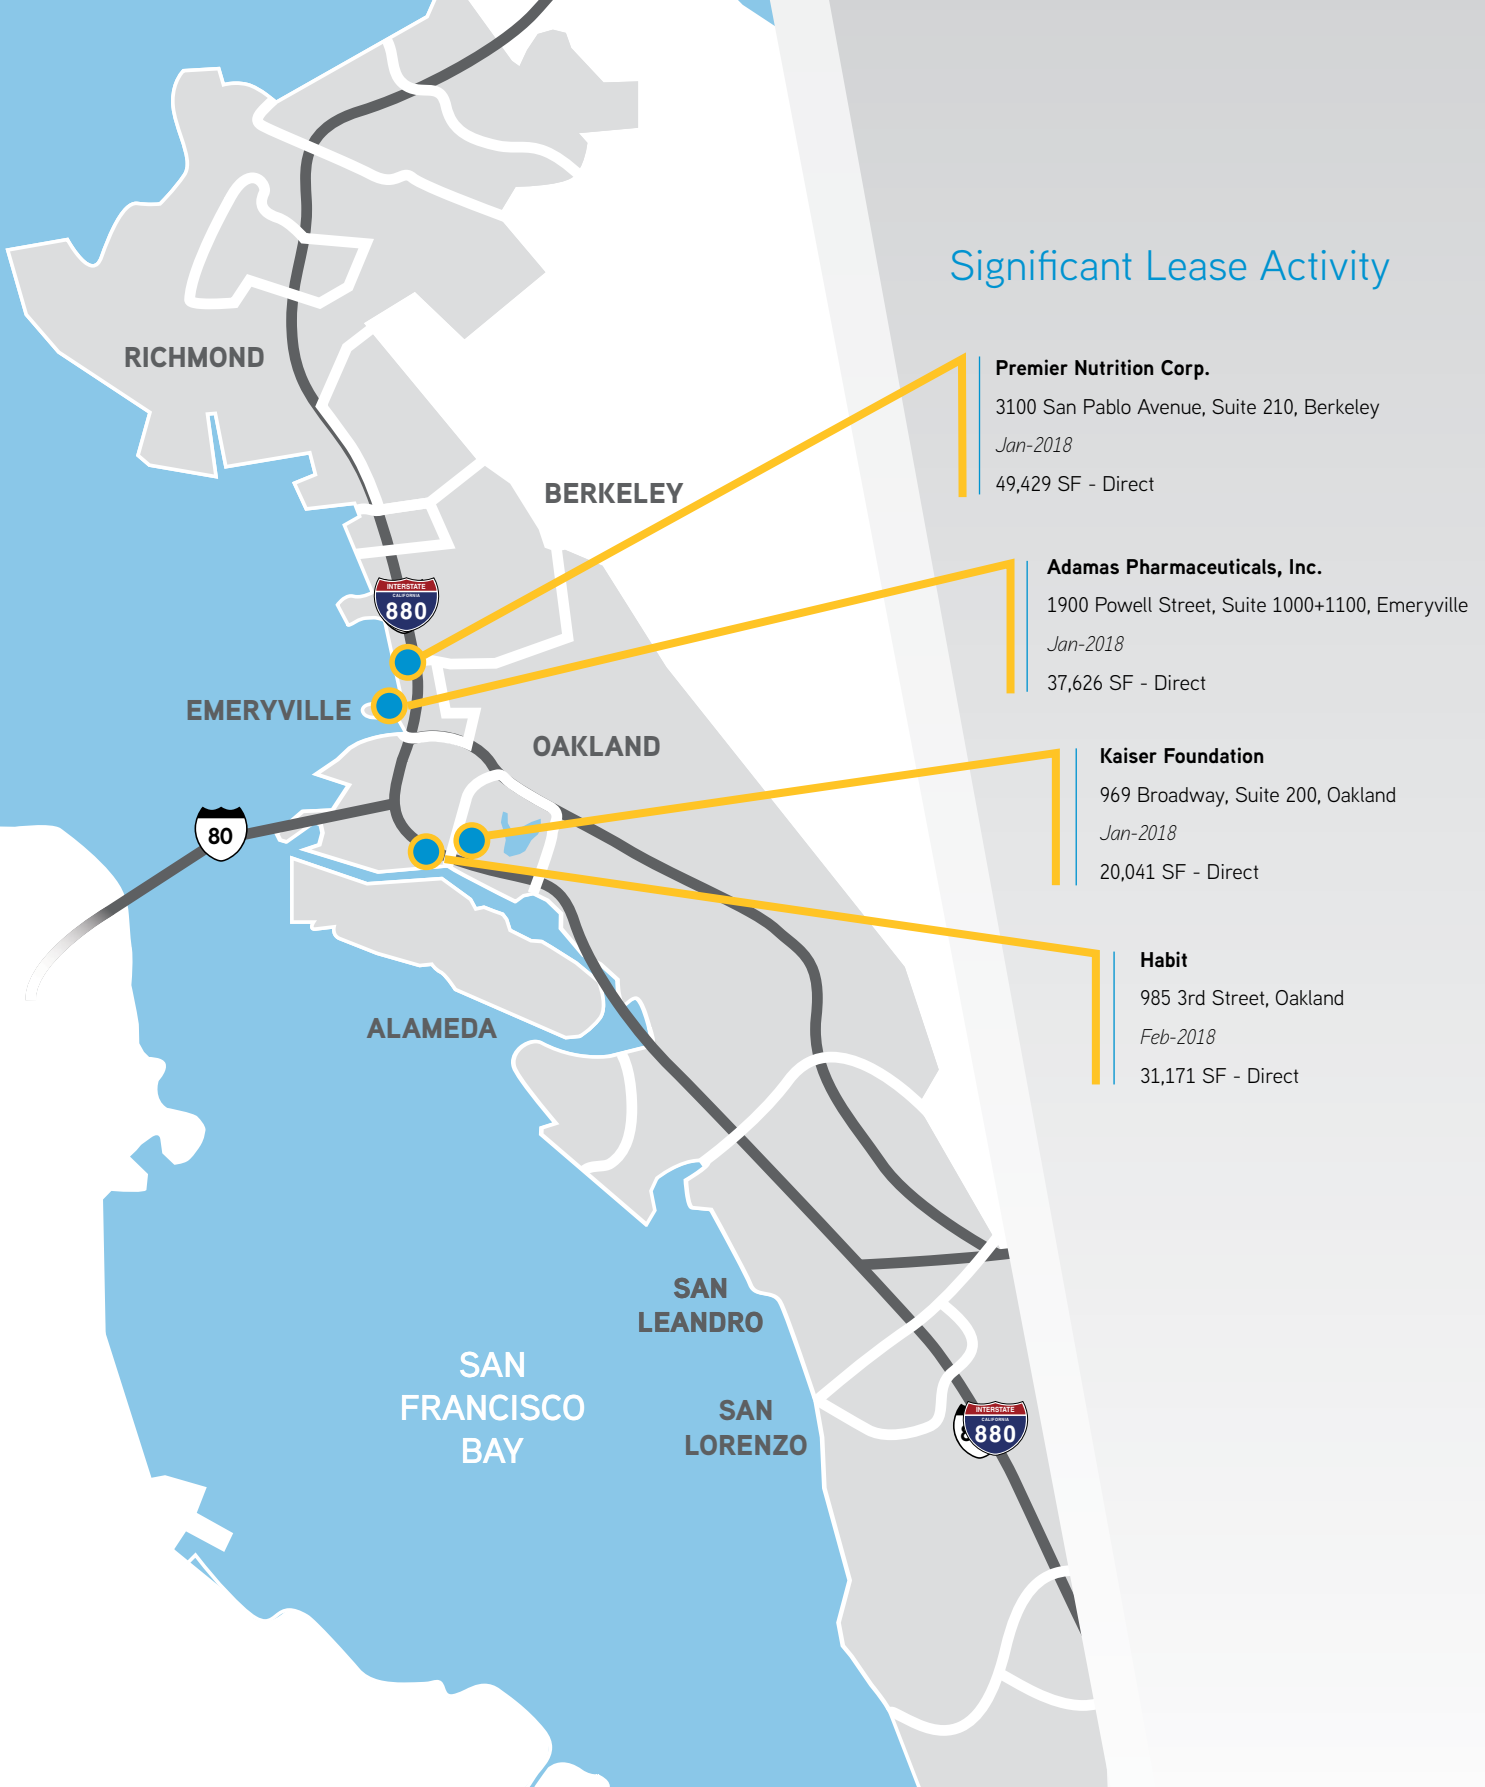 Significant Lease Activity
Premier Nutrition Corp.
3100 San Pablo Avenue, Suite 210, Berkeley
Jan-2018
49,429 SF - Direct
Adamas Pharmaceuticals, Inc.
1900 Powell Street, Suite 1000+1100, Emeryville
Jan-2018
37,626 SF - Direct
Kaiser Foundation
969 Broadway, Suite 200, Oakland
Jan-2018
20,041 SF - Direct
Habit
985 3rd Street, Oakland
Feb-2018
31,171 SF - Direct
RICHMOND
BERKELEY
INTERSTATE
CALIFORNIA
880
EMERYVILLE
OAKLAND
80
ALAMEDA
SAN
LEANDRO
SAN
FRANCISCO
BAY
SAN
LORENZO
INTERSTATE
CALIFORNIA
880